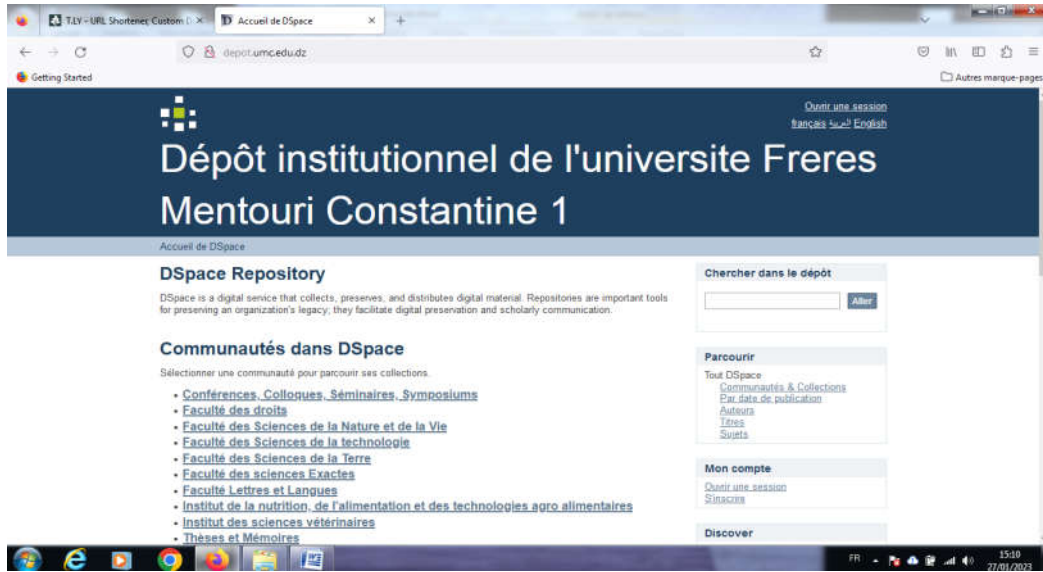 T.LY - URL Shortener, Custom D
Accueil de DSpace
depot.umc.edu.dz
Getting Started
Autres marque-pages
Ouvrir une session
français العربية English
Dépôt institutionnel de l'universite Freres
Mentouri Constantine 1
Accueil de DSpace
DSpace Repository
DSpace is a digital service that collects, preserves, and distributes digital material. Repositories are important tools
for preserving an organization's legacy; they facilitate digital preservation and scholarly communication.
Communautés dans DSpace
Sélectionner une communauté pour parcourir ses collections.
Conférences, Colloques, Séminaires, Symposiums
Faculté des droits
Faculté des Sciences de la Nature et de la Vie
Faculté des Sciences de la technologie
Faculté des Sciences de la Terre
Faculté des sciences Exactes
Faculté Lettres et Langues
Institut de la nutrition, de l'alimentation et des technologies agro alimentaires
Institut des sciences vétérinaires
Thèses et Mémoires
Chercher dans le dépôt
Aller
Parcourir
Tout DSpace
Communautés & Collections
Par date de publication
Auteurs
Titres
Sujets
Mon compte
Ouvrir une session
S'inscrire
Discover
FR
15:10
27/01/2023